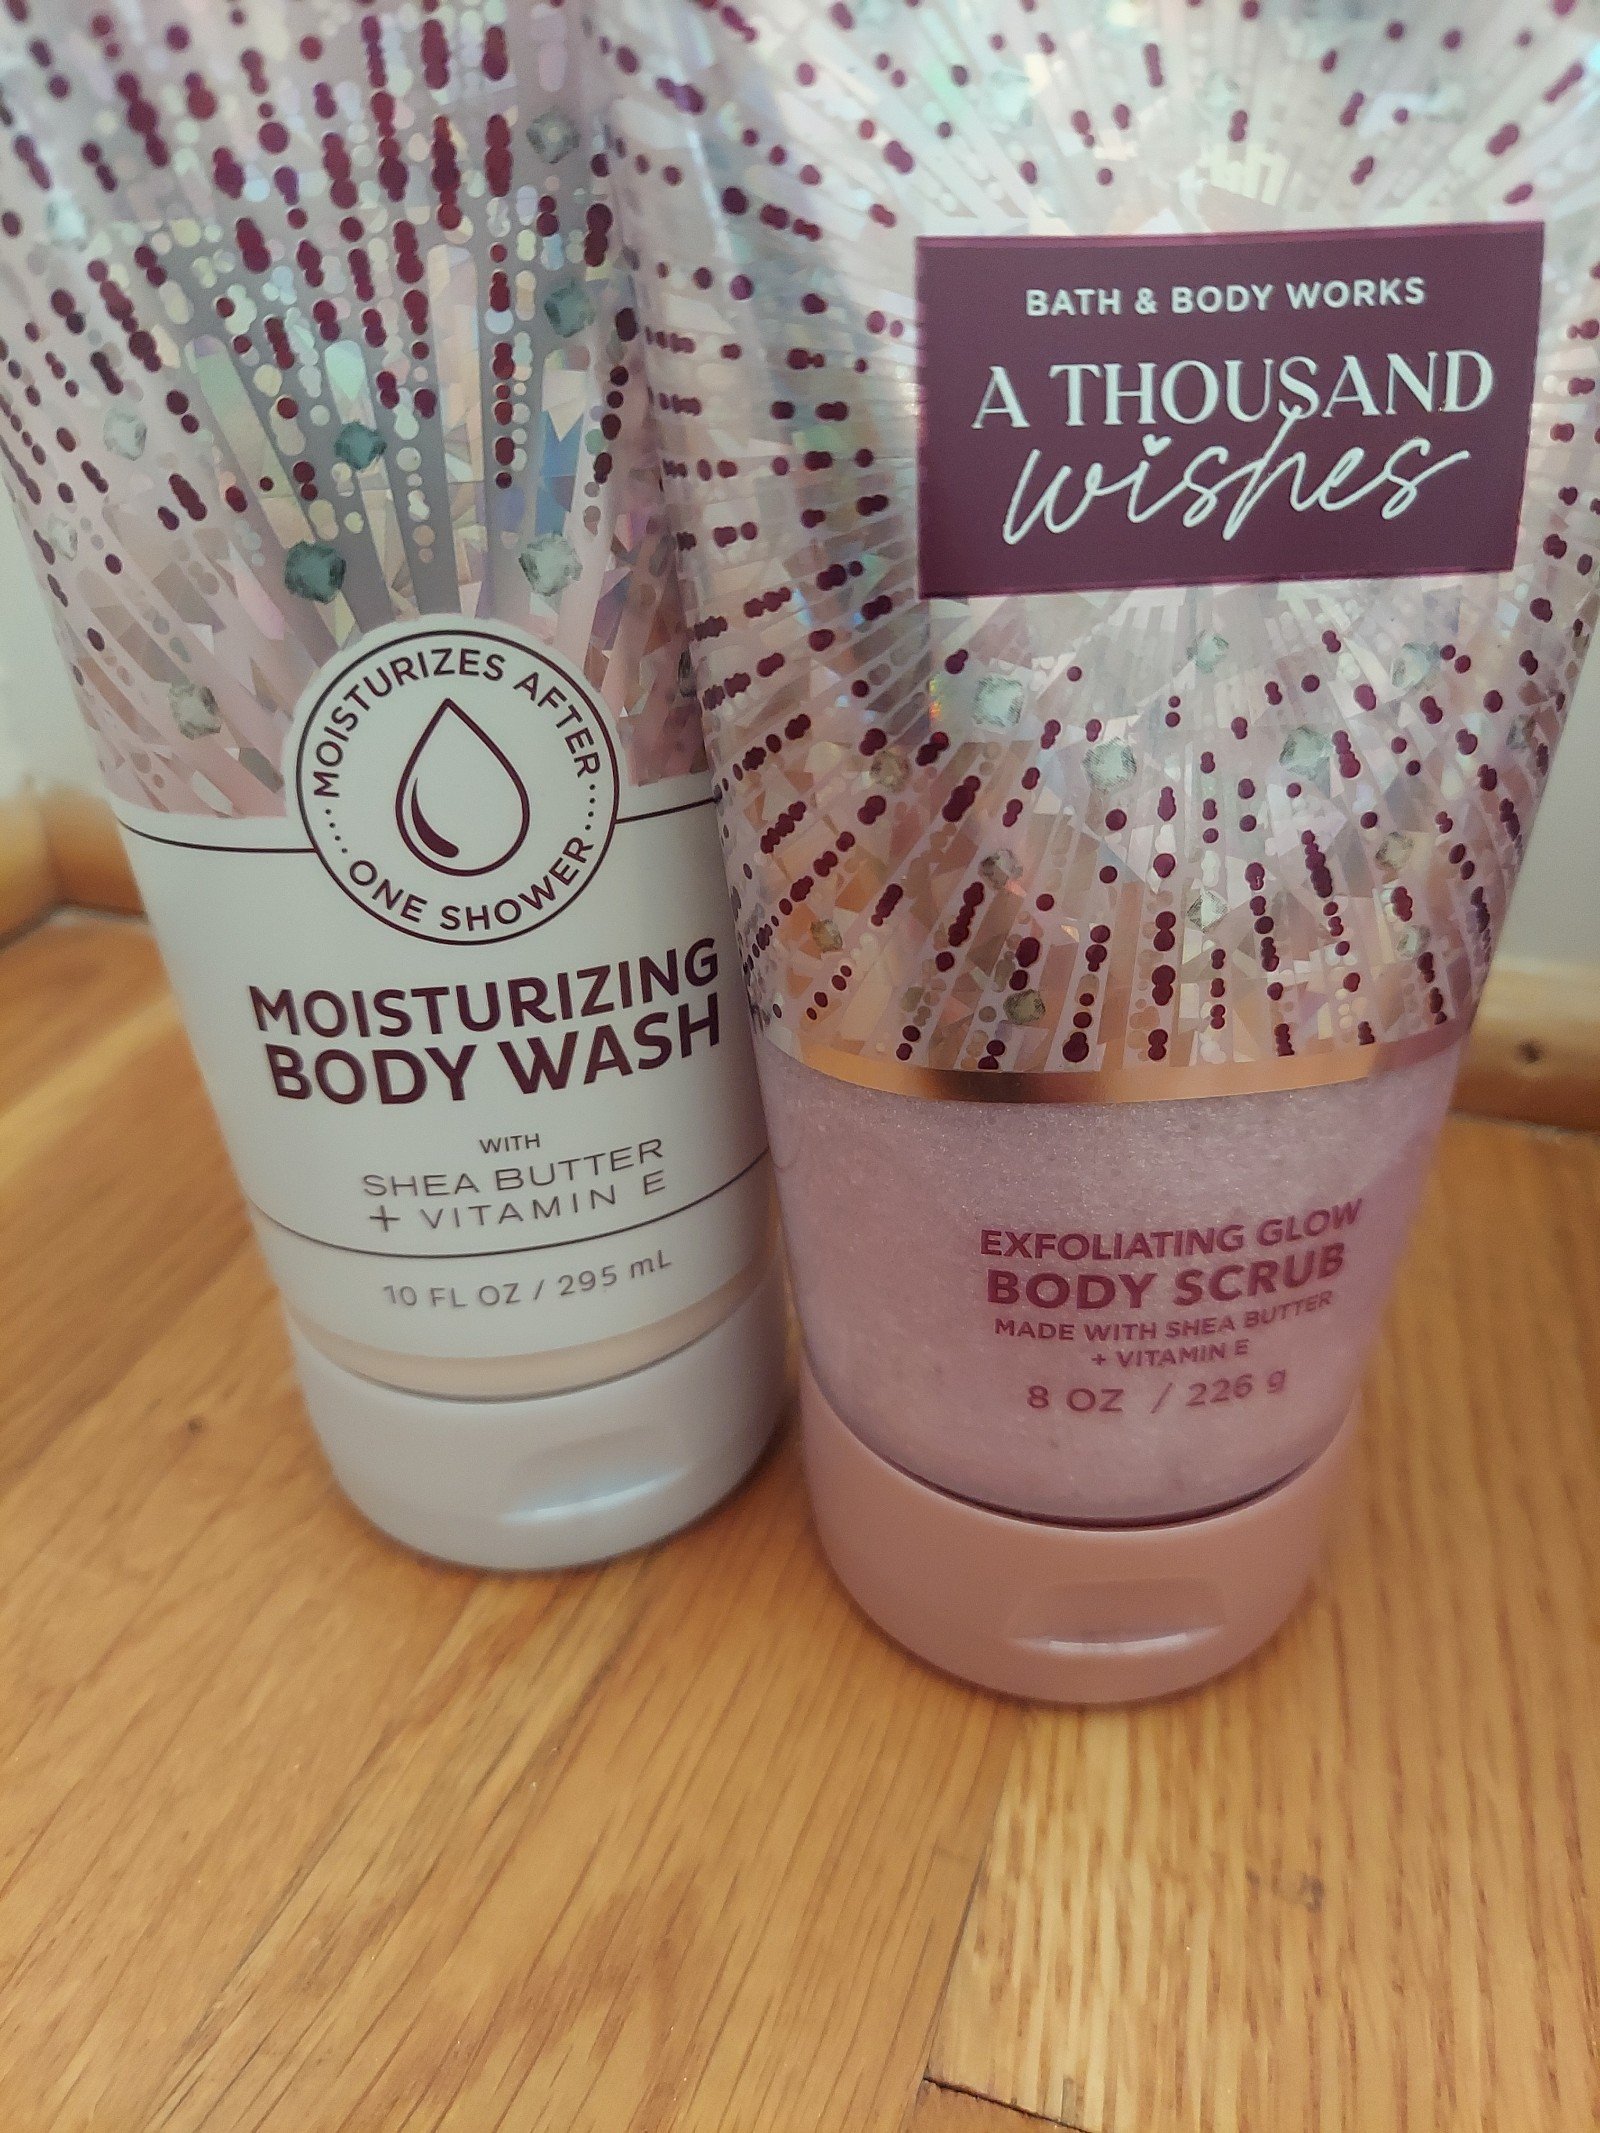 MOISTURIZES AFTER
ONE SHOWER
MOISTURIZING
BODY WASH
WITH
SHEA BUTTER
+ VITAMIN E
10 FL OZ / 295 mL
BATH & BODY WORKS
A THOUSAND
wishes
EXFOLIATING GLOW
BODY SCRUB
MADE WITH SHEA BUTTER
+ VITAMIN E
8 OZ / 226 g